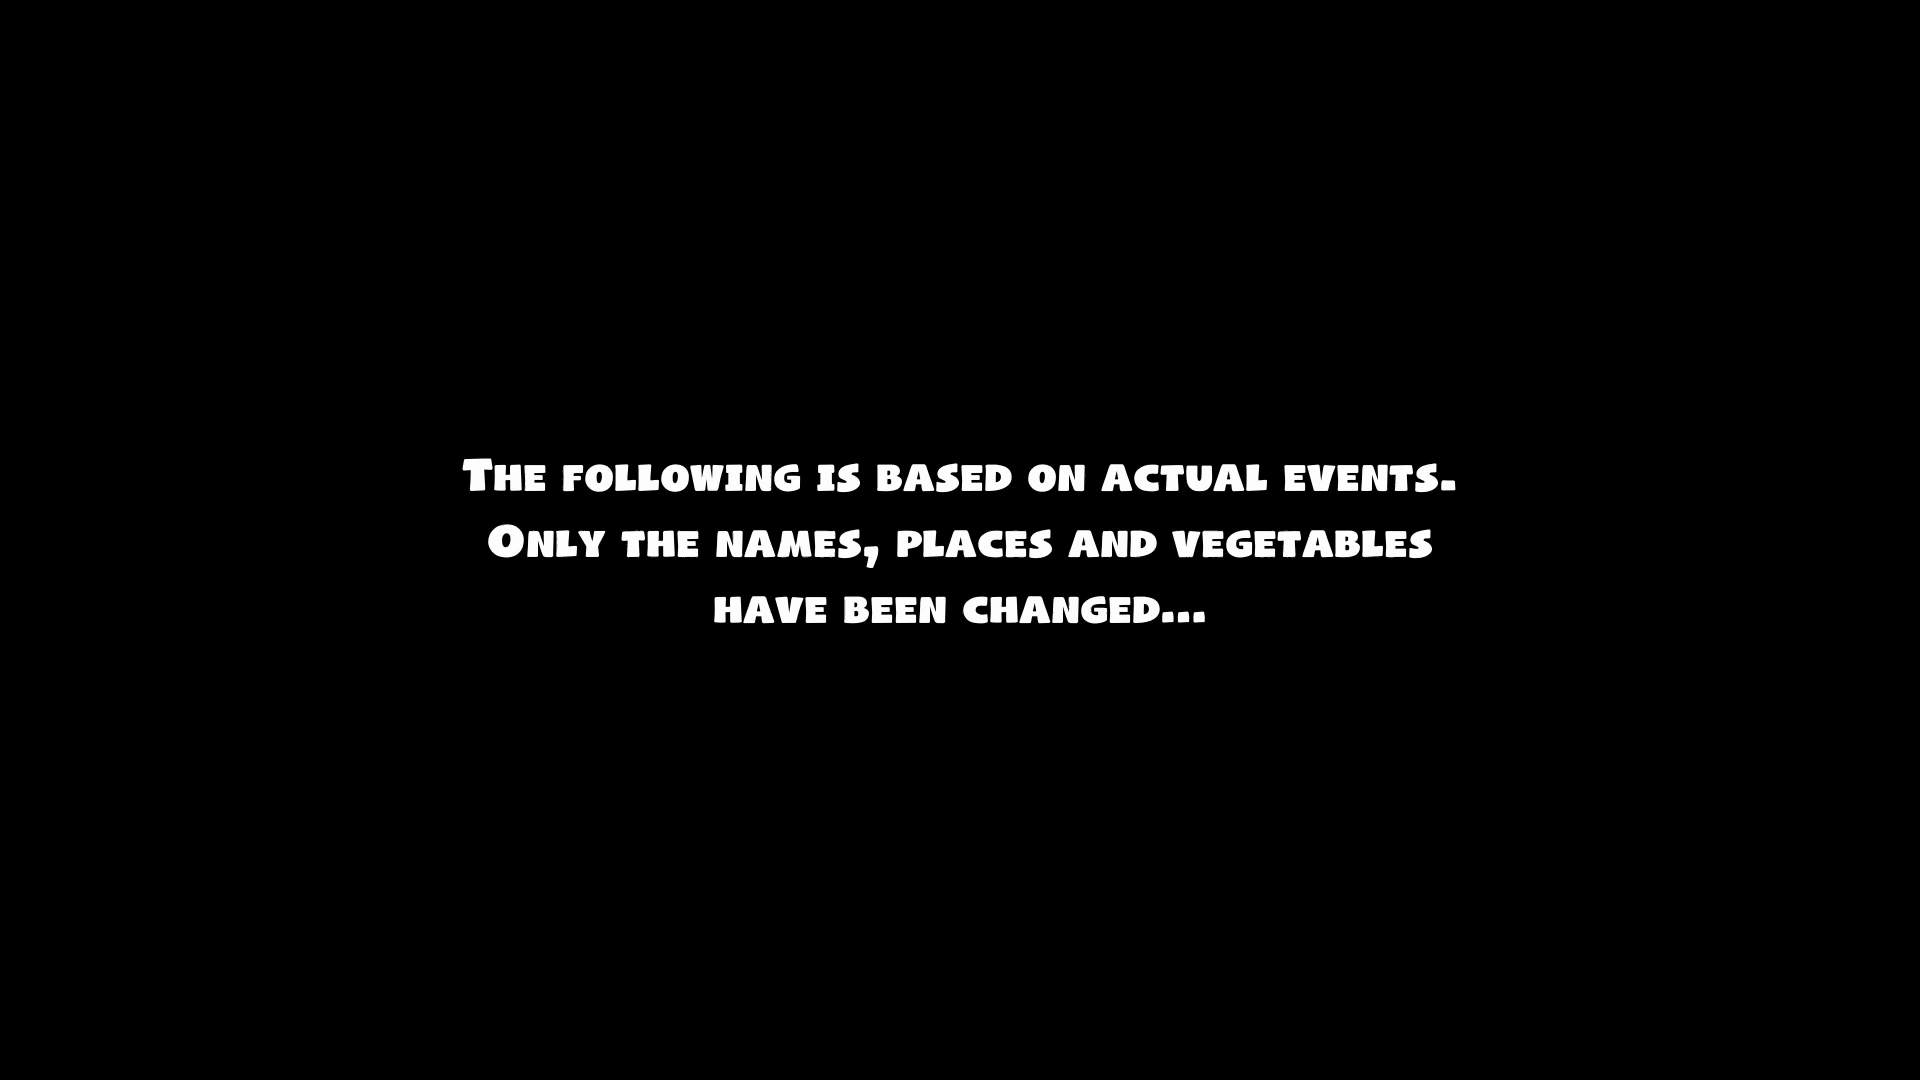 The following is based on actual events.
Only the names, places and vegetables
have been changed...